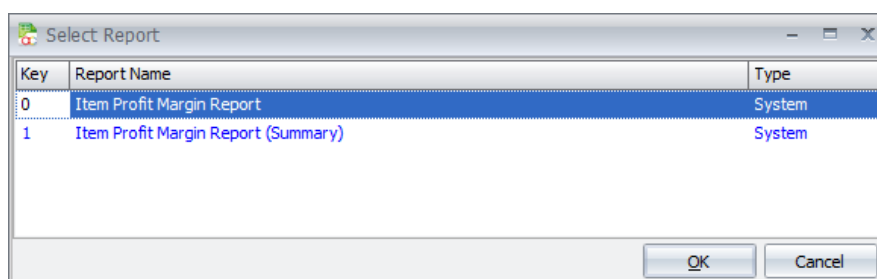 Select Report
Key Report Name Type
0 Item Profit Margin Report System
1 Item Profit Margin Report (Summary) System
OK Cancel